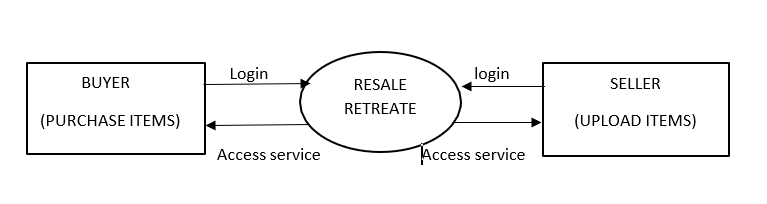 BUYER
(PURCHASE ITEMS)
Login
Access service
RESALE
RETREATE
login
Access service
SELLER
(UPLOAD ITEMS)